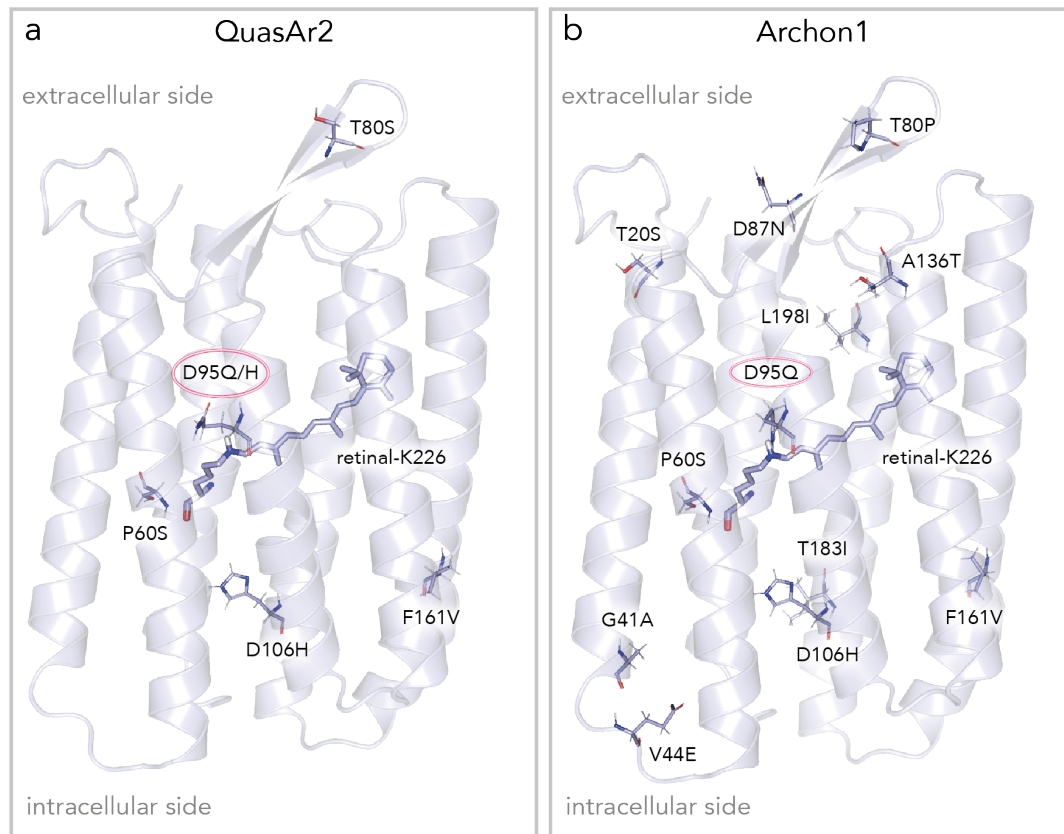 a
QuasAr2
extracellular side
T80S
D95Q/H
retinal-K226
P60S
F161V
D106H
intracellular side
b
Archon1
extracellular side
T80P
D87N
T20S
A136T
L198I
D95Q
P60S
retinal-K226
T183I
G41A
F161V
D106H
V44E
intracellular side